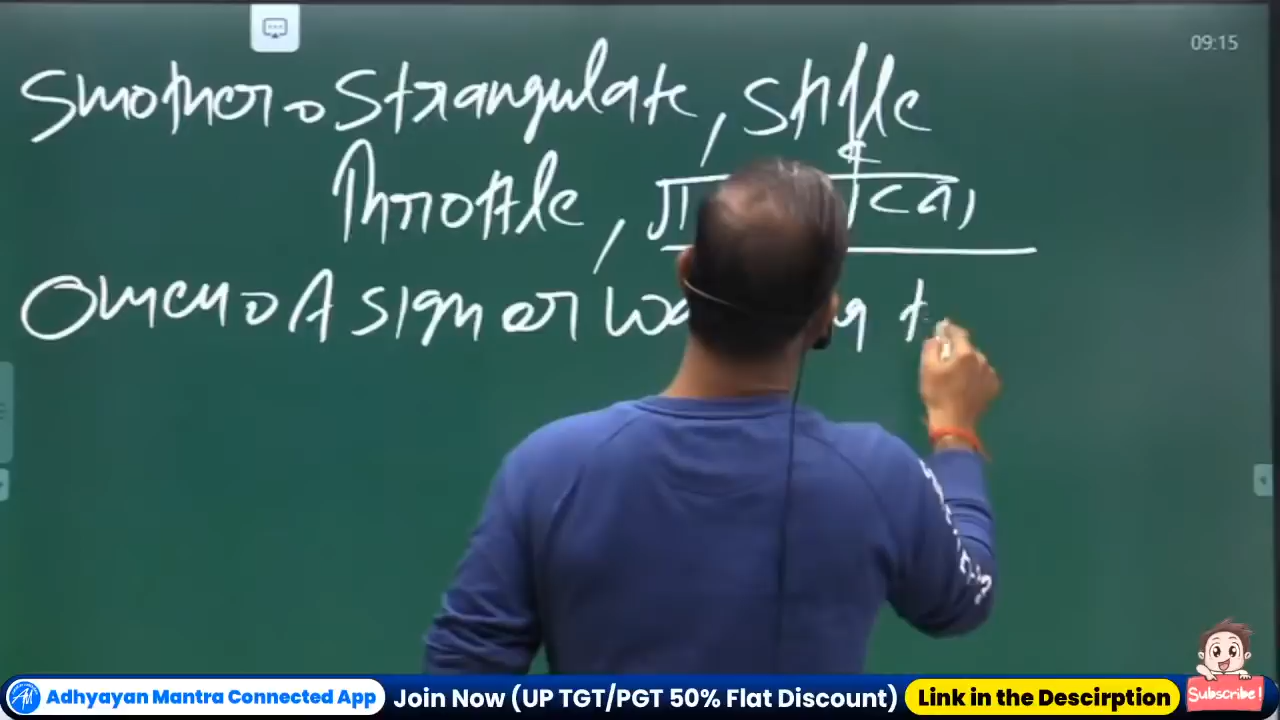 09:15
Smother → Strangulate, Stifle
Throttle,
Omen → A sign or
Adhyayan Mantra Connected App Join Now (UP TGT/PGT 50% Flat Discount) Link in the Descirption Subscribe!